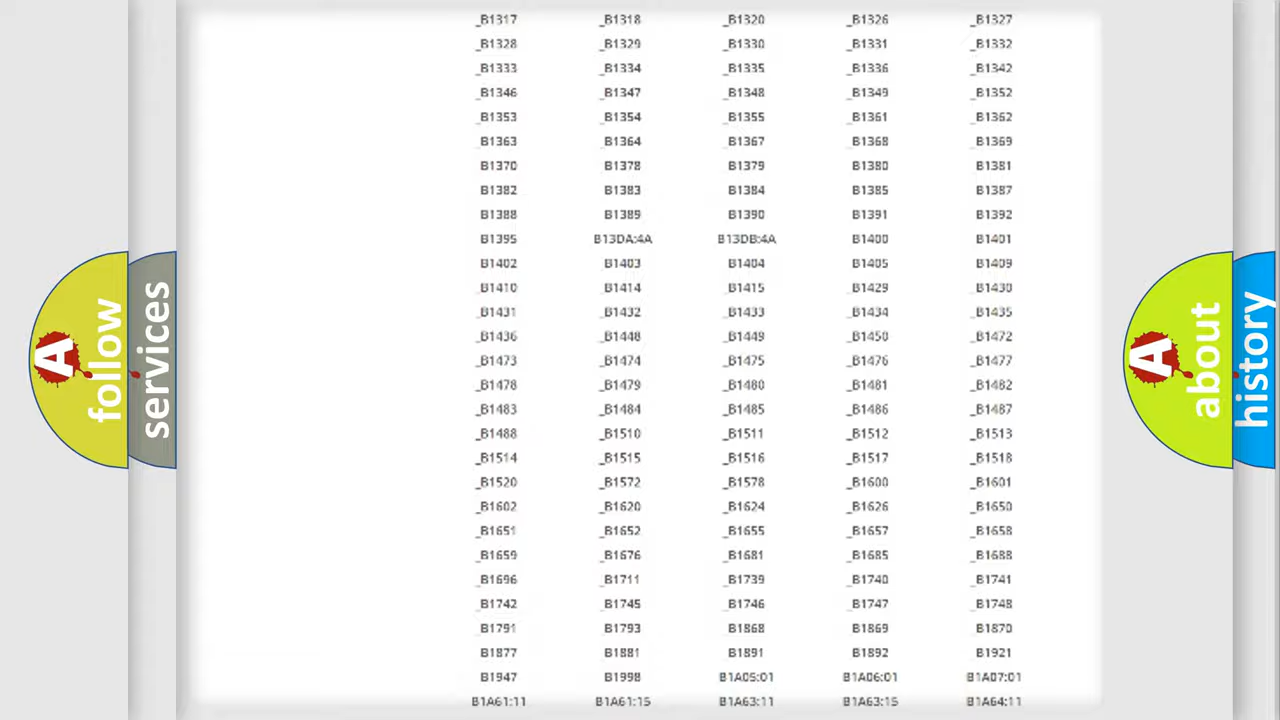 _B1317 _B1318 _B1320 _B1326 _B1327
_B1328 _B1329 _B1330 _B1331 _B1332
_B1333 _B1334 _B1335 _B1336 _B1342
_B1346 _B1347 _B1348 _B1349 _B1352
_B1353 _B1354 _B1355 _B1361 _B1362
_B1363 _B1364 _B1367 _B1368 _B1369
B1370 B1378 B1379 B1380 B1381
B1382 B1383 B1384 B1385 B1387
B1388 B1389 B1390 B1391 B1392
B1395 B13DA:4A B13DB:4A B1400 B1401
B1402 B1403 B1404 B1405 B1409
B1410 B1414 B1415 B1429 B1430
_B1431 _B1432 _B1433 _B1434 _B1435
_B1436 _B1448 _B1449 _B1450 _B1472
_B1473 _B1474 _B1475 _B1476 _B1477
_B1478 _B1479 _B1480 _B1481 _B1482
_B1483 _B1484 _B1485 _B1486 _B1487
_B1488 _B1510 _B1511 _B1512 _B1513
_B1514 _B1515 _B1516 _B1517 _B1518
_B1520 _B1572 _B1578 _B1600 _B1601
_B1602 _B1620 _B1624 _B1626 _B1650
_B1651 _B1652 _B1655 _B1657 _B1658
_B1659 _B1676 _B1681 _B1685 _B1688
_B1696 _B1711 _B1739 _B1740 _B1741
_B1742 _B1745 _B1746 _B1747 _B1748
_B1791 B1793 B1868 B1869 B1870
B1877 B1881 B1891 B1892 B1921
B1947 B1998 B1A05:01 B1A06:01 B1A07:01
B1A61:11 B1A61:15 B1A63:11 B1A63:15 B1A64:11
A
follow
services
A
about
history